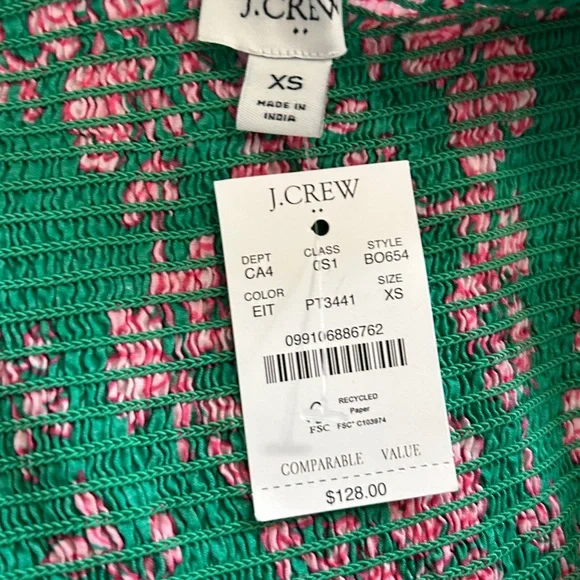 J.CREW
XS
MADE IN
INDIA
J.CREW
DEPT CLASS STYLE
CA4 0S1 BO654
COLOR SIZE
EIT PT3441 XS
099106886762
RECYCLED
Paper
FSC FSC® C103974
COMPARABLE VALUE
$128.00